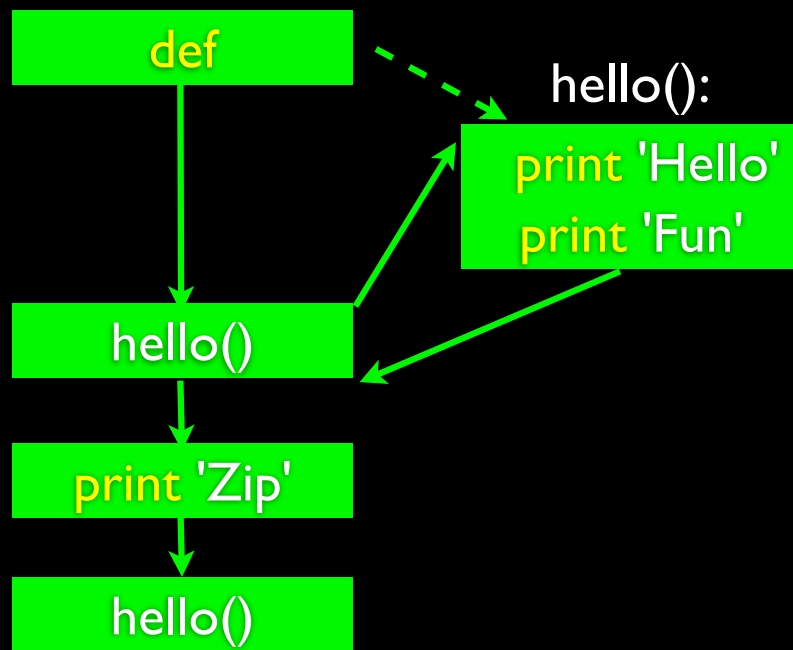 def
hello():
print 'Hello'
print 'Fun'
hello()
print 'Zip'
hello()